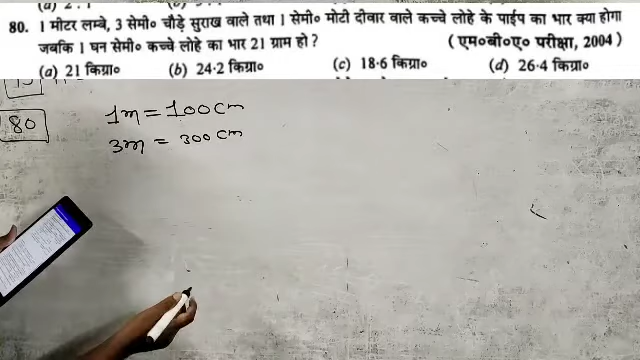 80. 1 मीटर लम्बे, 3 सेमी० चौड़े सुराख वाले तथा 1 सेमी० मोटी दीवार वाले कच्चे लोहे के पाईप का भार क्या होगा
जबकि 1 घन सेमी० कच्चे लोहे का भार 21 ग्राम हो ? ( एम०बी०ए० परीक्षा, 2004 )
(a) 21 किग्रा० (b) 24·2 किग्रा० (c) 18·6 किग्रा० (d) 26·4 किग्रा०
80
1m = 100cm
3m = 300 cm